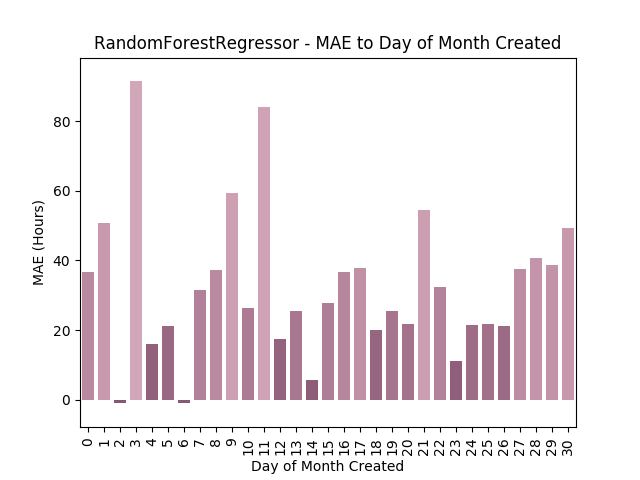 RandomForestRegressor - MAE to Day of Month Created
MAE (Hours)
80
60
40
20
0
0 1 2 3 4 5 6 7 8 9 10 11 12 13 14 15 16 17 18 19 20 21 22 23 24 25 26 27 28 29 30
Day of Month Created